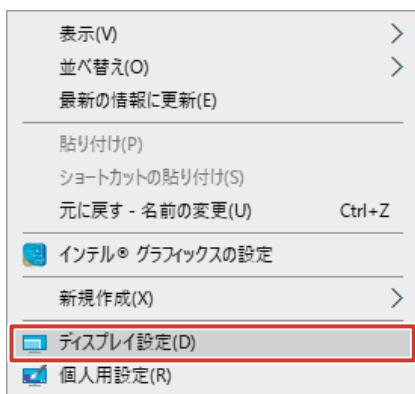 表示(V)
並べ替え(O)
最新の情報に更新(E)
貼り付け(P)
ショートカットの貼り付け(S)
元に戻す - 名前の変更(U) Ctrl+Z
インテル® グラフィックスの設定
新規作成(X)
ディスプレイ設定(D)
個人用設定(R)